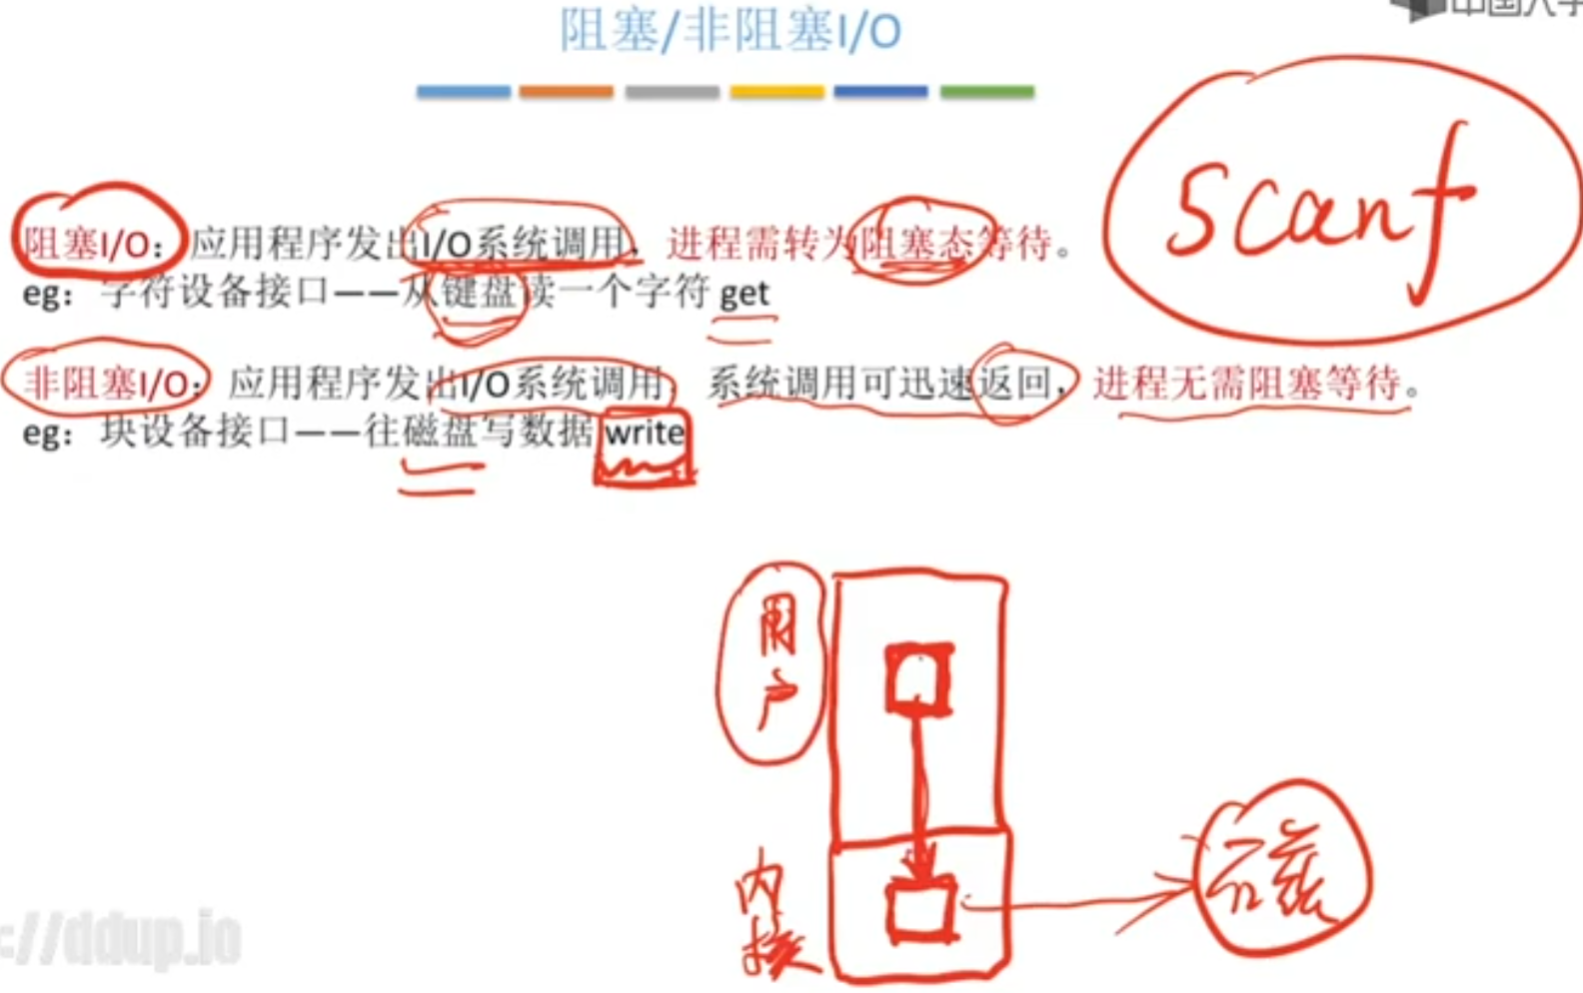 阻塞/非阻塞I/O
中国大学
scanf
阻塞I/O：应用程序发出I/O系统调用，进程需转为阻塞态等待。
eg：字符设备接口——从键盘读一个字符 get
非阻塞I/O：应用程序发出I/O系统调用，系统调用可迅速返回，进程无需阻塞等待。
eg：块设备接口——往磁盘写数据 write
用户
内核
磁
://ddup.io